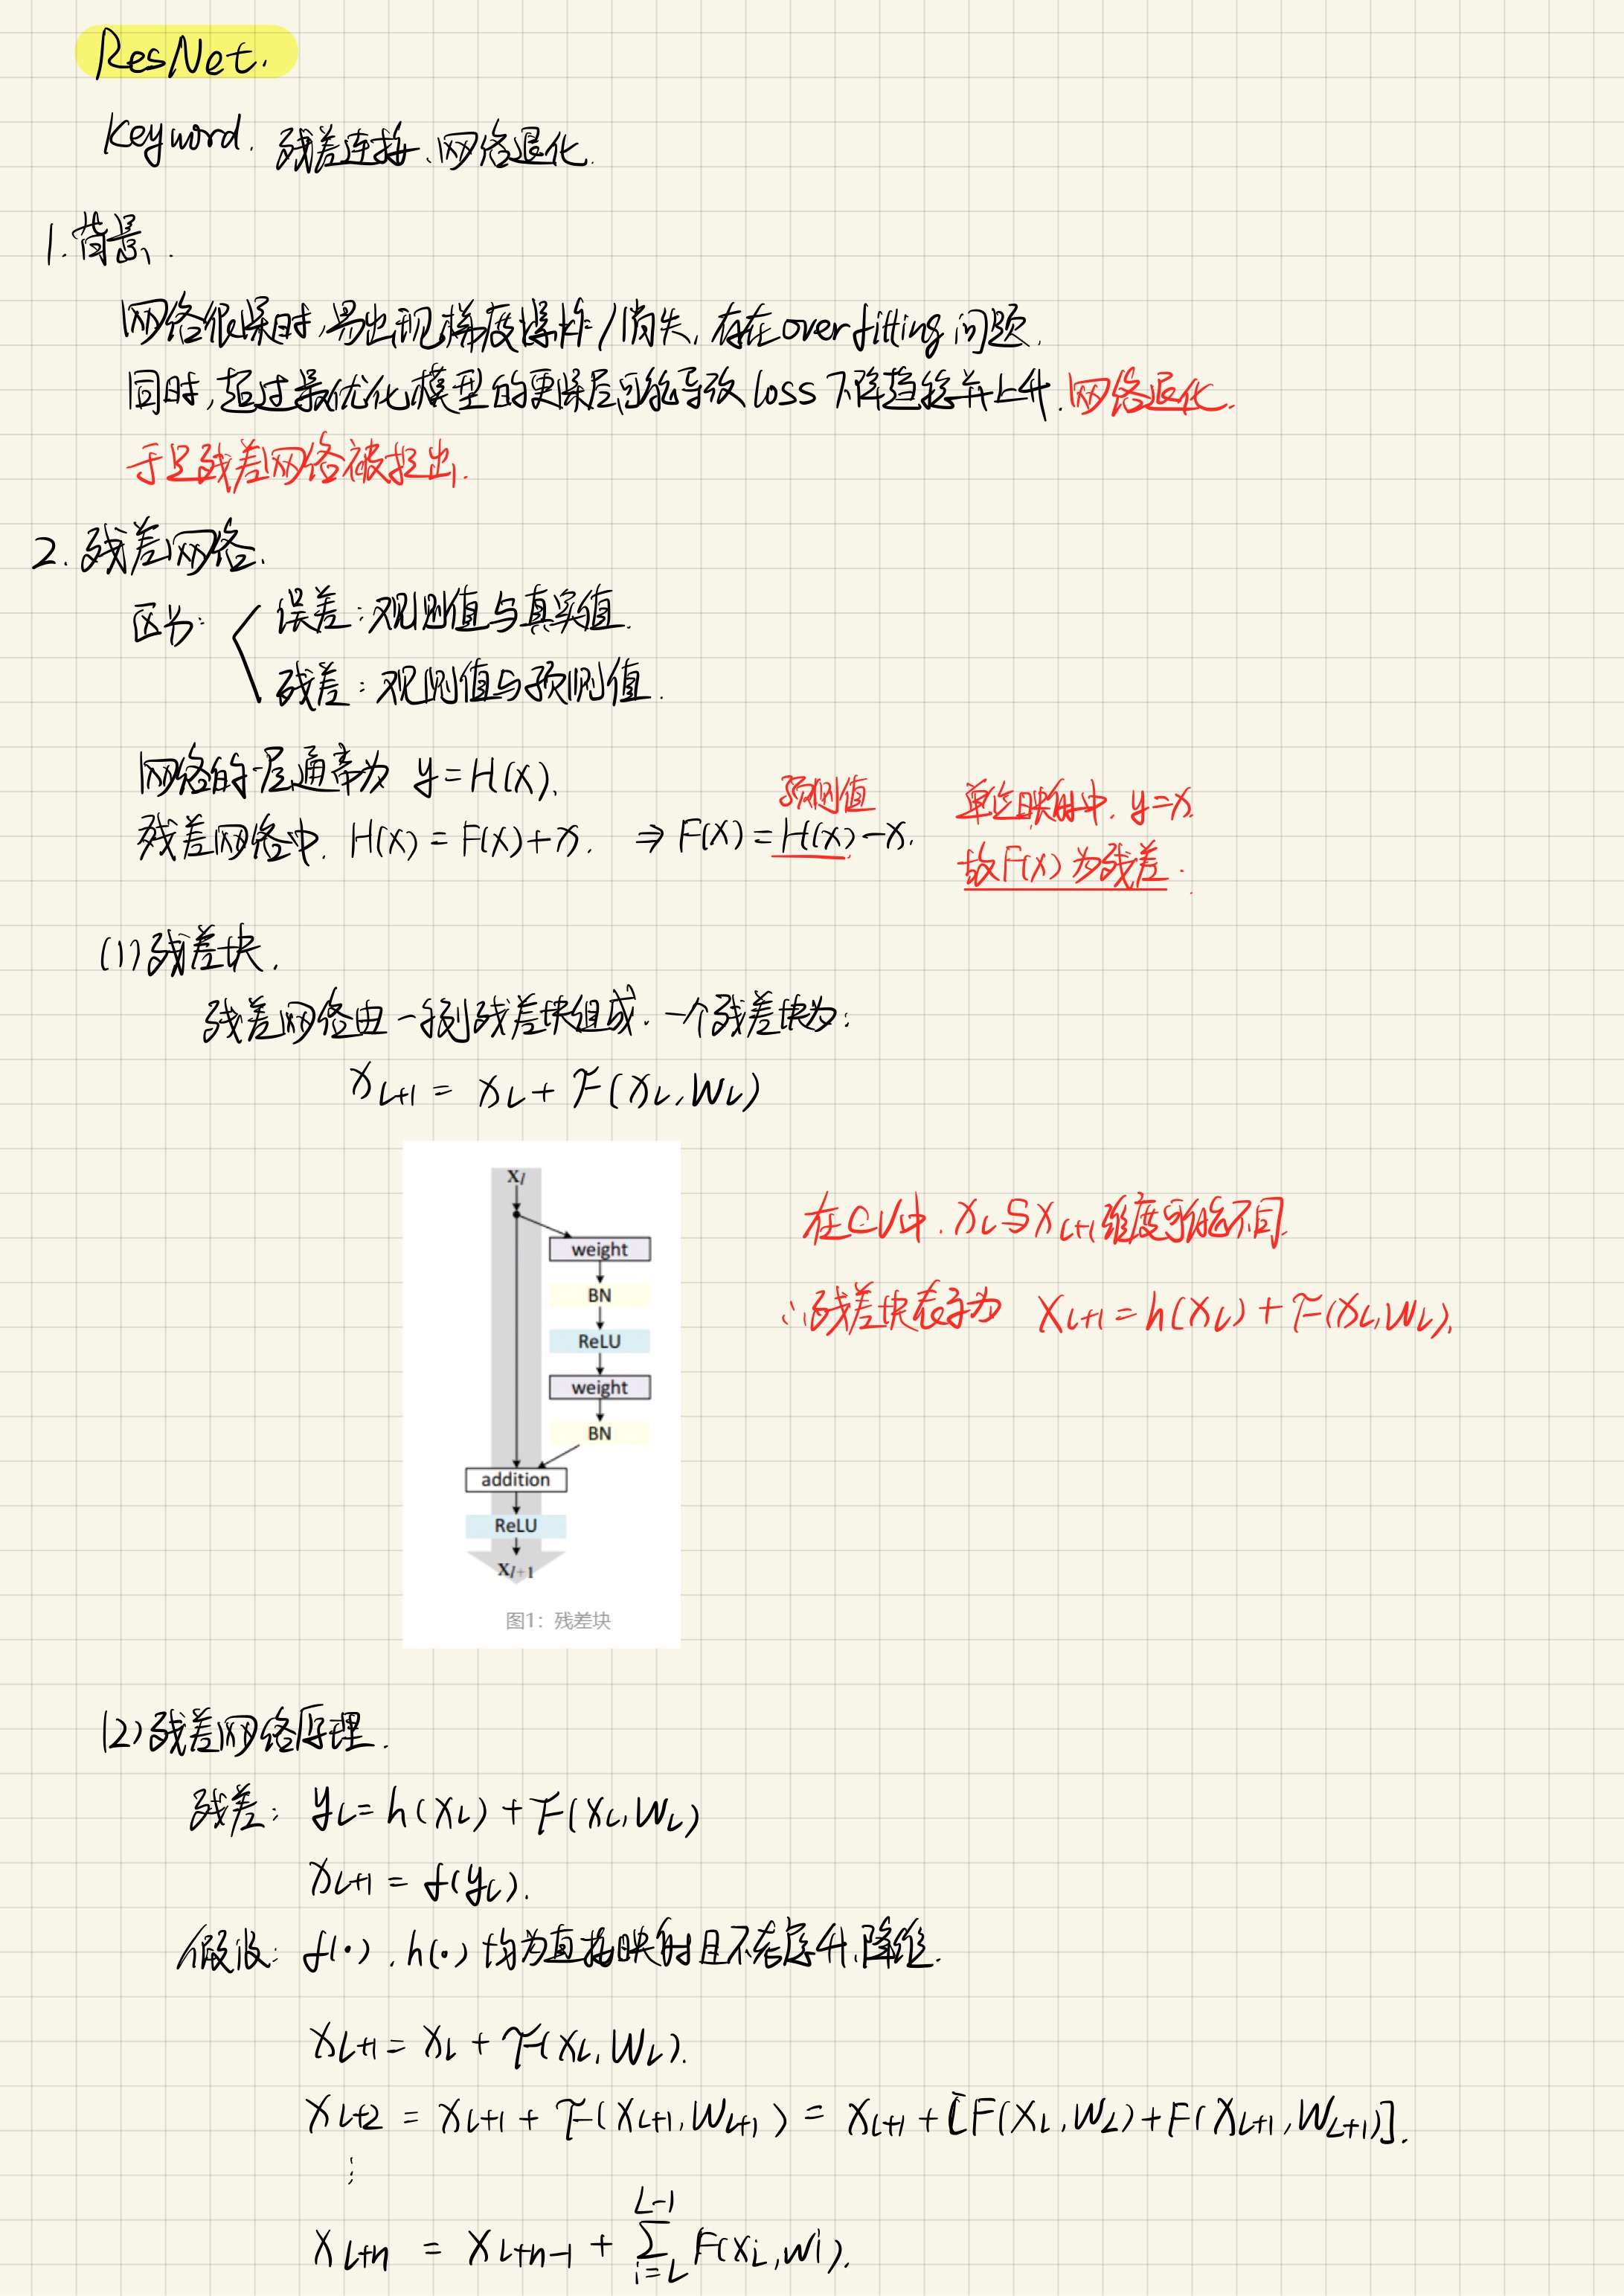 ResNet.
Keyword. 残差连接、网络退化.
1. 背景.
网络很深时,易出现梯度爆炸/消失,存在overfitting问题.
同时,超过最优化模型的更深层可能导致 loss 下降趋缓并上升. 网络退化.
于是残差网络被提出.
2. 残差网络.
区分: 误差:观测值与真实值.
残差:观测值与预测值.
网络的一层通常为 y=H(x).
预测值 单位映射中. y=x.
残差网络中. H(x) = F(x)+x. ⇒ F(x) = H(x)-x.
故F(x)为残差.
(1) 残差块.
残差网络由一系列残差块组成. 一个残差块为:
x_{L+1} = x_L + F(x_L, W_L)
x_l
weight
BN
ReLU
weight
BN
addition
ReLU
x_{l+1}
图1：残差块
在CV中. x_L与x_{L+1}维度可能不同.
∴残差块表示为 x_{L+1} = h(x_L) + F(x_L, W_L).
(2) 残差网络原理.
残差: y_L = h(x_L) + F(x_L, W_L)
x_{L+1} = f(y_L).
假设: f(·), h(·) 均为直接映射且不考虑升、降维.
x_{L+1} = x_L + F(x_L, W_L).
x_{L+2} = x_{L+1} + F(x_{L+1}, W_{L+1}) = x_{L+1} + [F(x_L, W_L) + F(x_{L+1}, W_{L+1})].
⋮
x_{L+n} = x_{L+n-1} + \sum_{i=L}^{L-1} F(x_i, w_i).